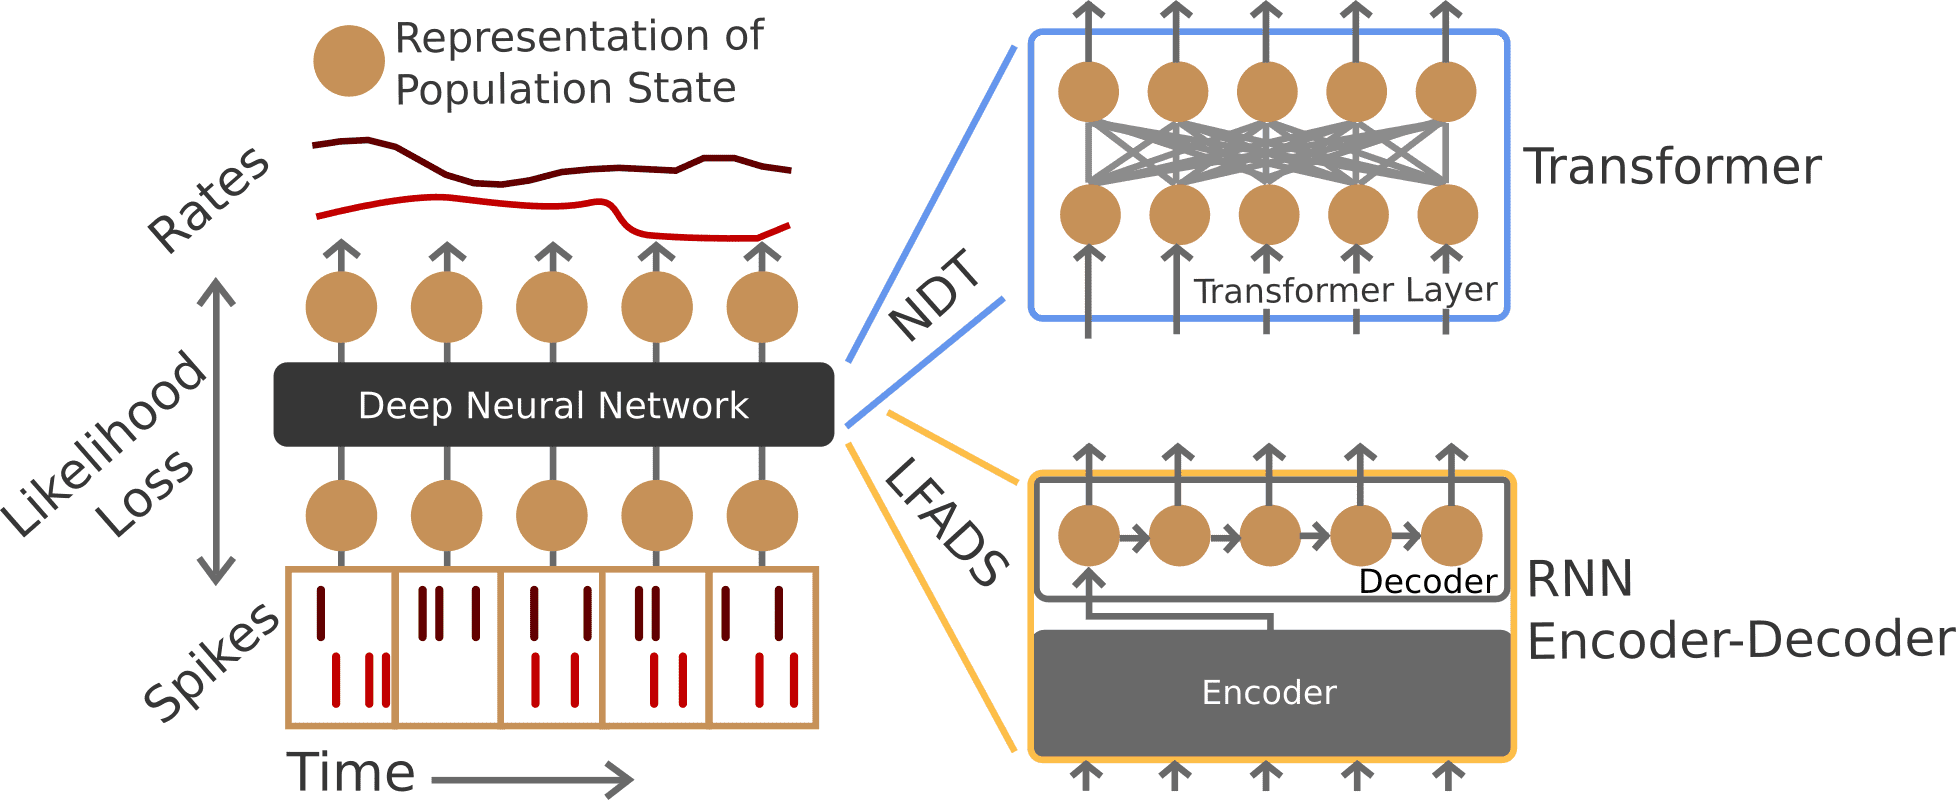 Representation of
Population State
Rates
Likelihood
Loss
Spikes
Time
Deep Neural Network
NDT
LFADS
Transformer Layer
Transformer
Decoder
Encoder
RNN
Encoder-Decoder